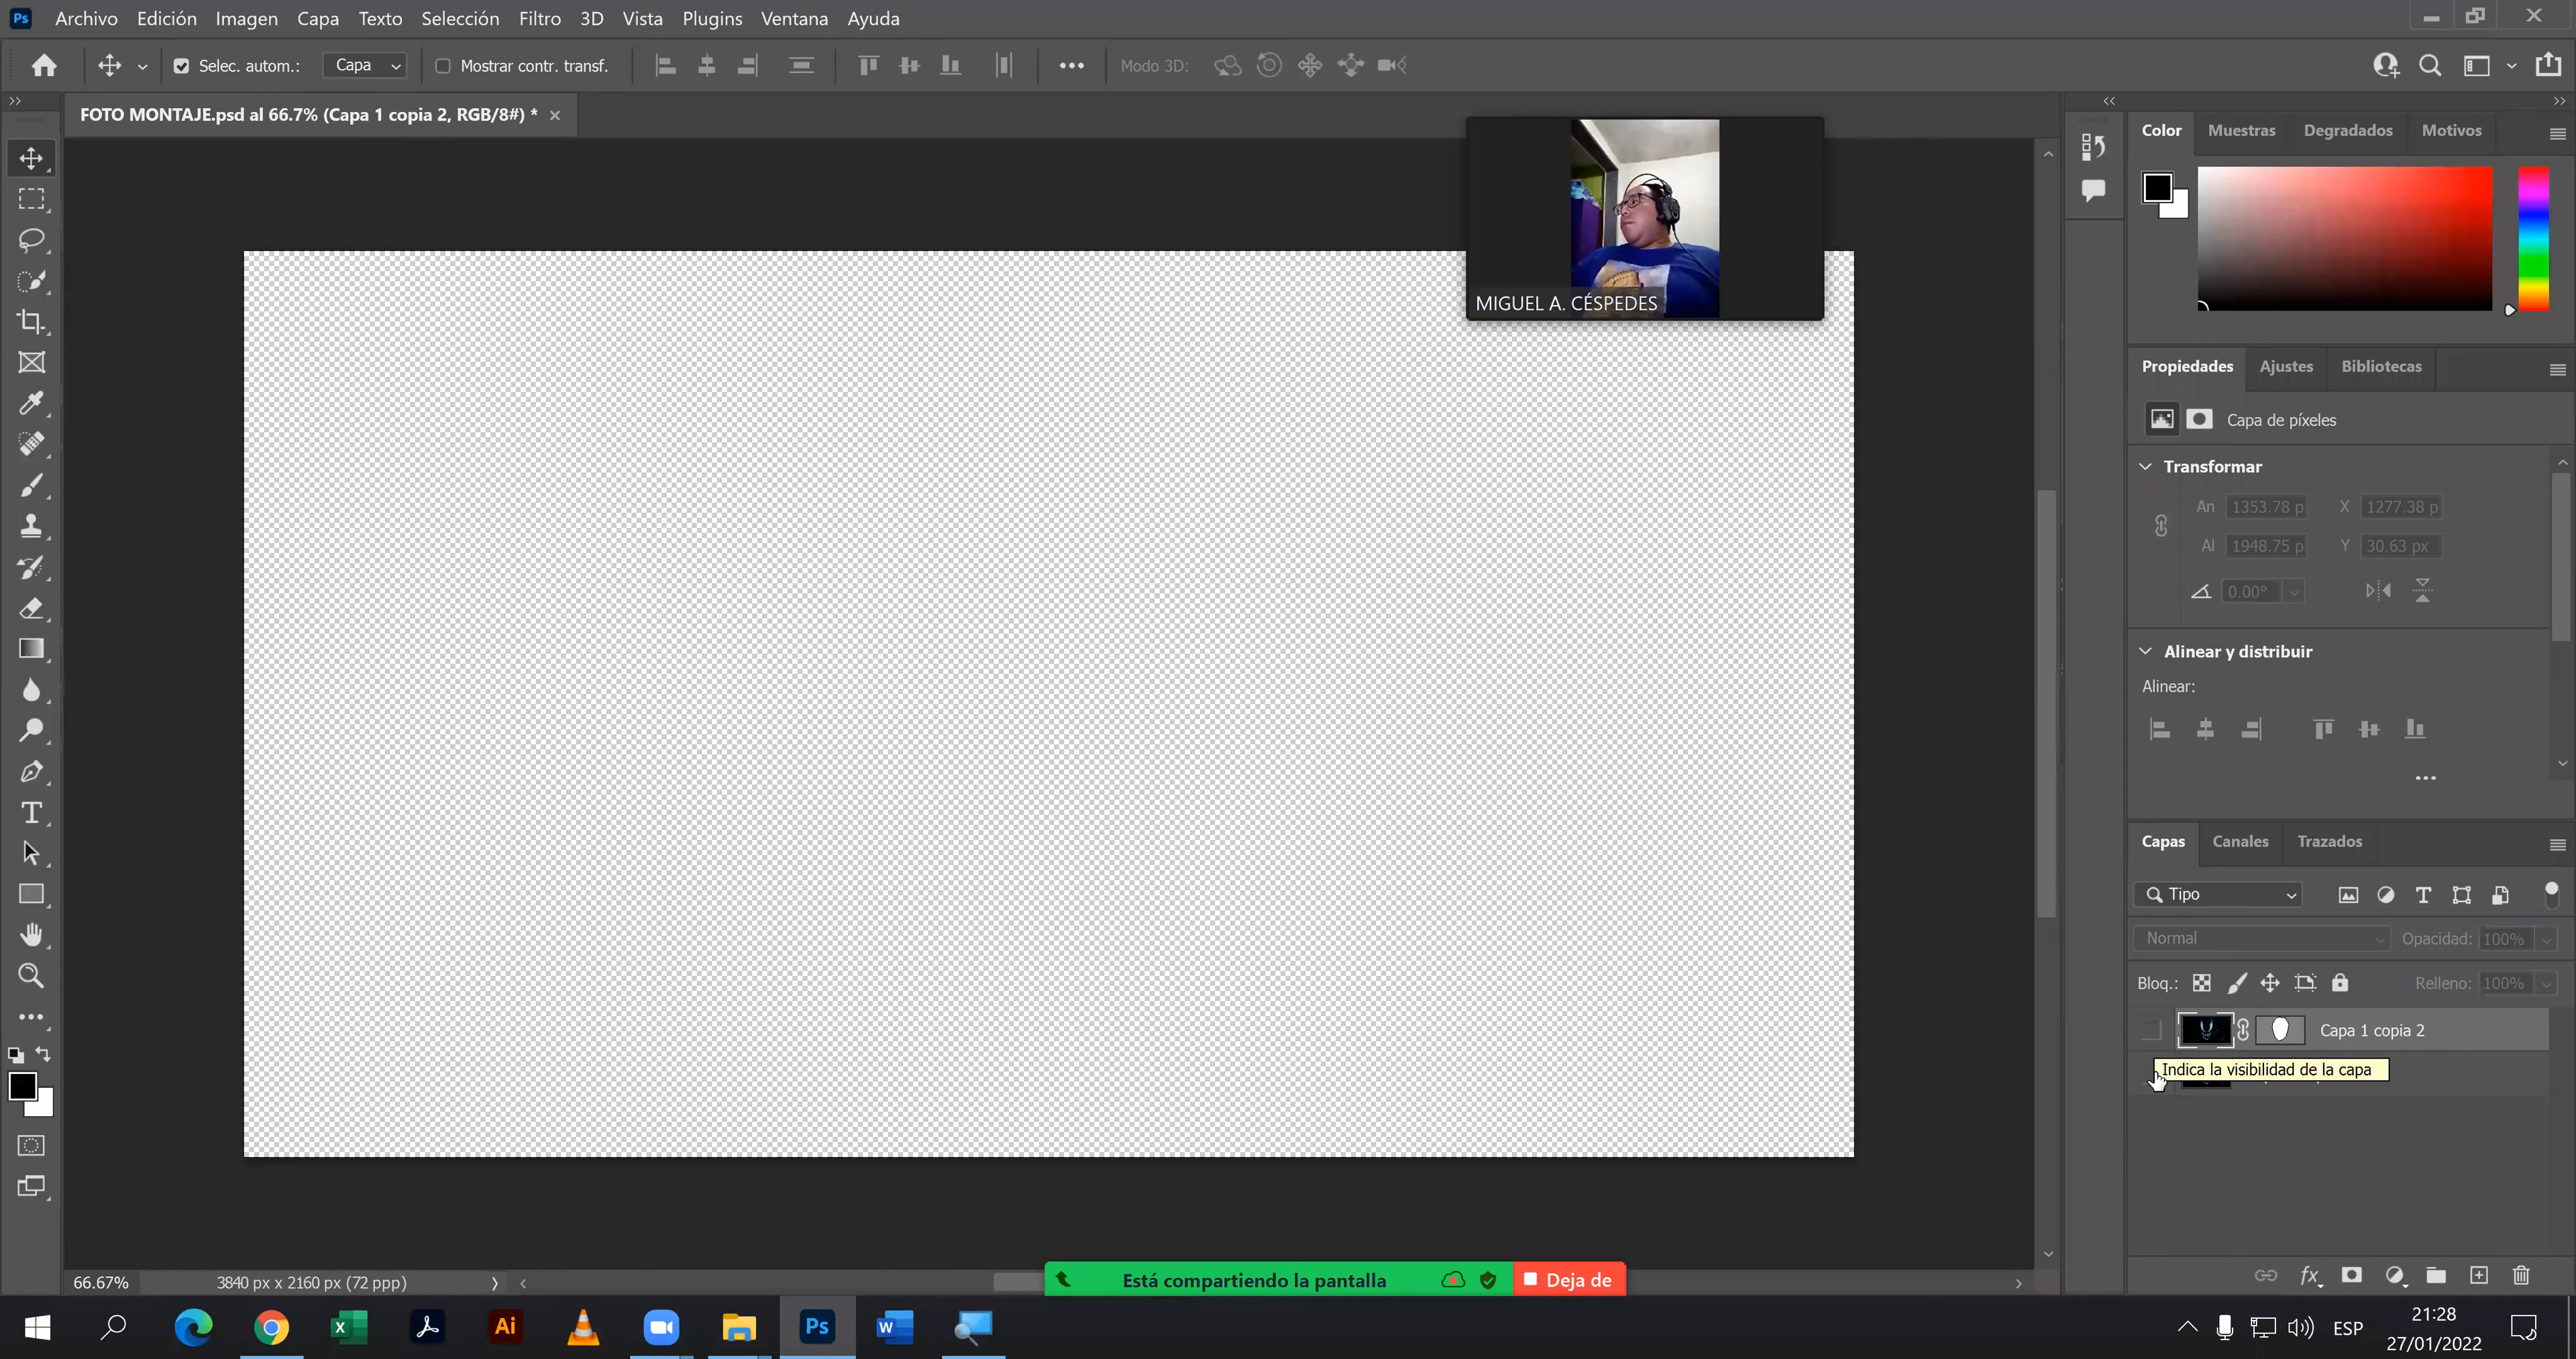 Ps Archivo Edición Imagen Capa Texto Selección Filtro 3D Vista Plugins Ventana Ayuda
Selec. autom.: Capa Mostrar contr. transf. Modo 3D:
FOTO MONTAJE.psd al 66.7% (Capa 1 copia 2, RGB/8#) *
MIGUEL A. CÉSPEDES
Color Muestras Degradados Motivos
Propiedades Ajustes Bibliotecas
Capa de píxeles
Transformar
An 1353.78 p X 1277.38 p
Al 1948.75 p Y 30.63 px
0.00°
Alinear y distribuir
Alinear:
Capas Canales Trazados
Tipo
Normal Opacidad: 100%
Bloq.: Relleno: 100%
Capa 1 copia 2
Indica la visibilidad de la capa
66.67% 3840 px x 2160 px (72 ppp)
Está compartiendo la pantalla Deja de
Ai Ps W ESP
21:28
27/01/2022